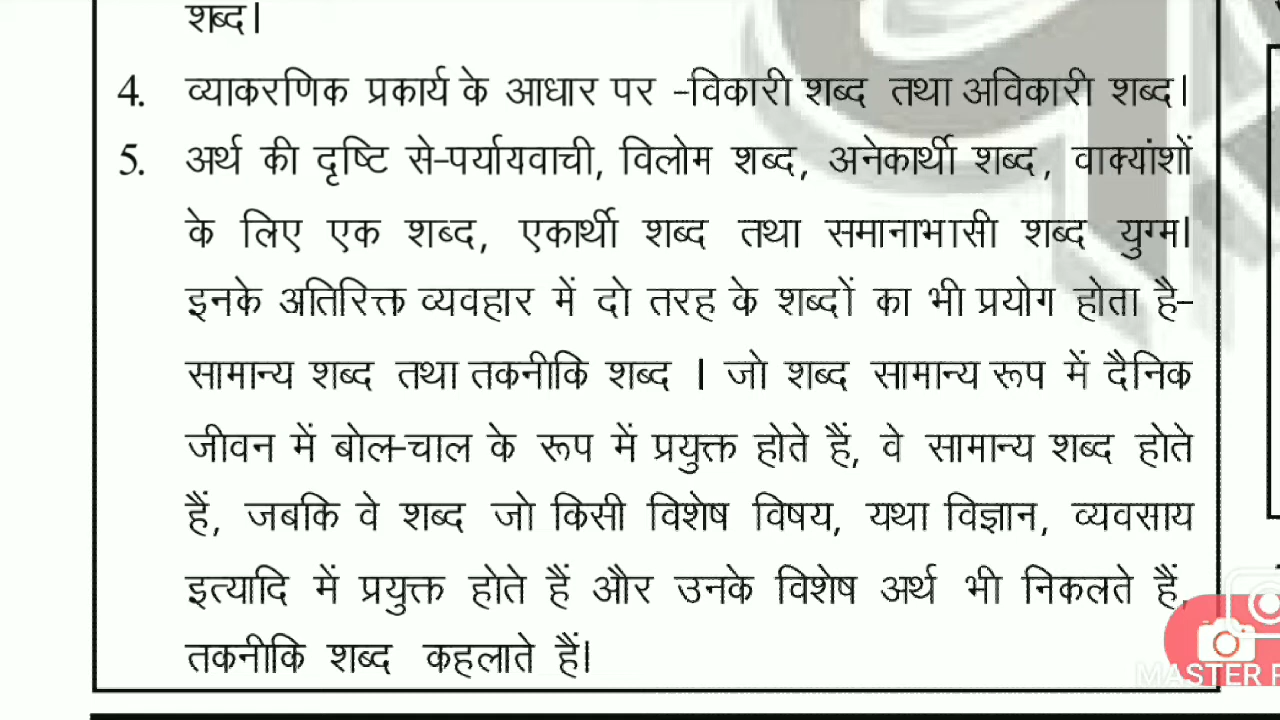 शब्द।
4. व्याकरणिक प्रकार्य के आधार पर -विकारी शब्द तथा अविकारी शब्द।
5. अर्थ की दृष्टि से-पर्यायवाची, विलोम शब्द, अनेकार्थी शब्द, वाक्यांशों
के लिए एक शब्द, एकार्थी शब्द तथा समानाभासी शब्द युग्म।
इनके अतिरिक्त व्यवहार में दो तरह के शब्दों का भी प्रयोग होता है-
सामान्य शब्द तथा तकनीकि शब्द । जो शब्द सामान्य रूप में दैनिक
जीवन में बोल-चाल के रूप में प्रयुक्त होते हैं, वे सामान्य शब्द होते
हैं, जबकि वे शब्द जो किसी विशेष विषय, यथा विज्ञान, व्यवसाय
इत्यादि में प्रयुक्त होते हैं और उनके विशेष अर्थ भी निकलते हैं,
तकनीकि शब्द कहलाते हैं।
MASTER